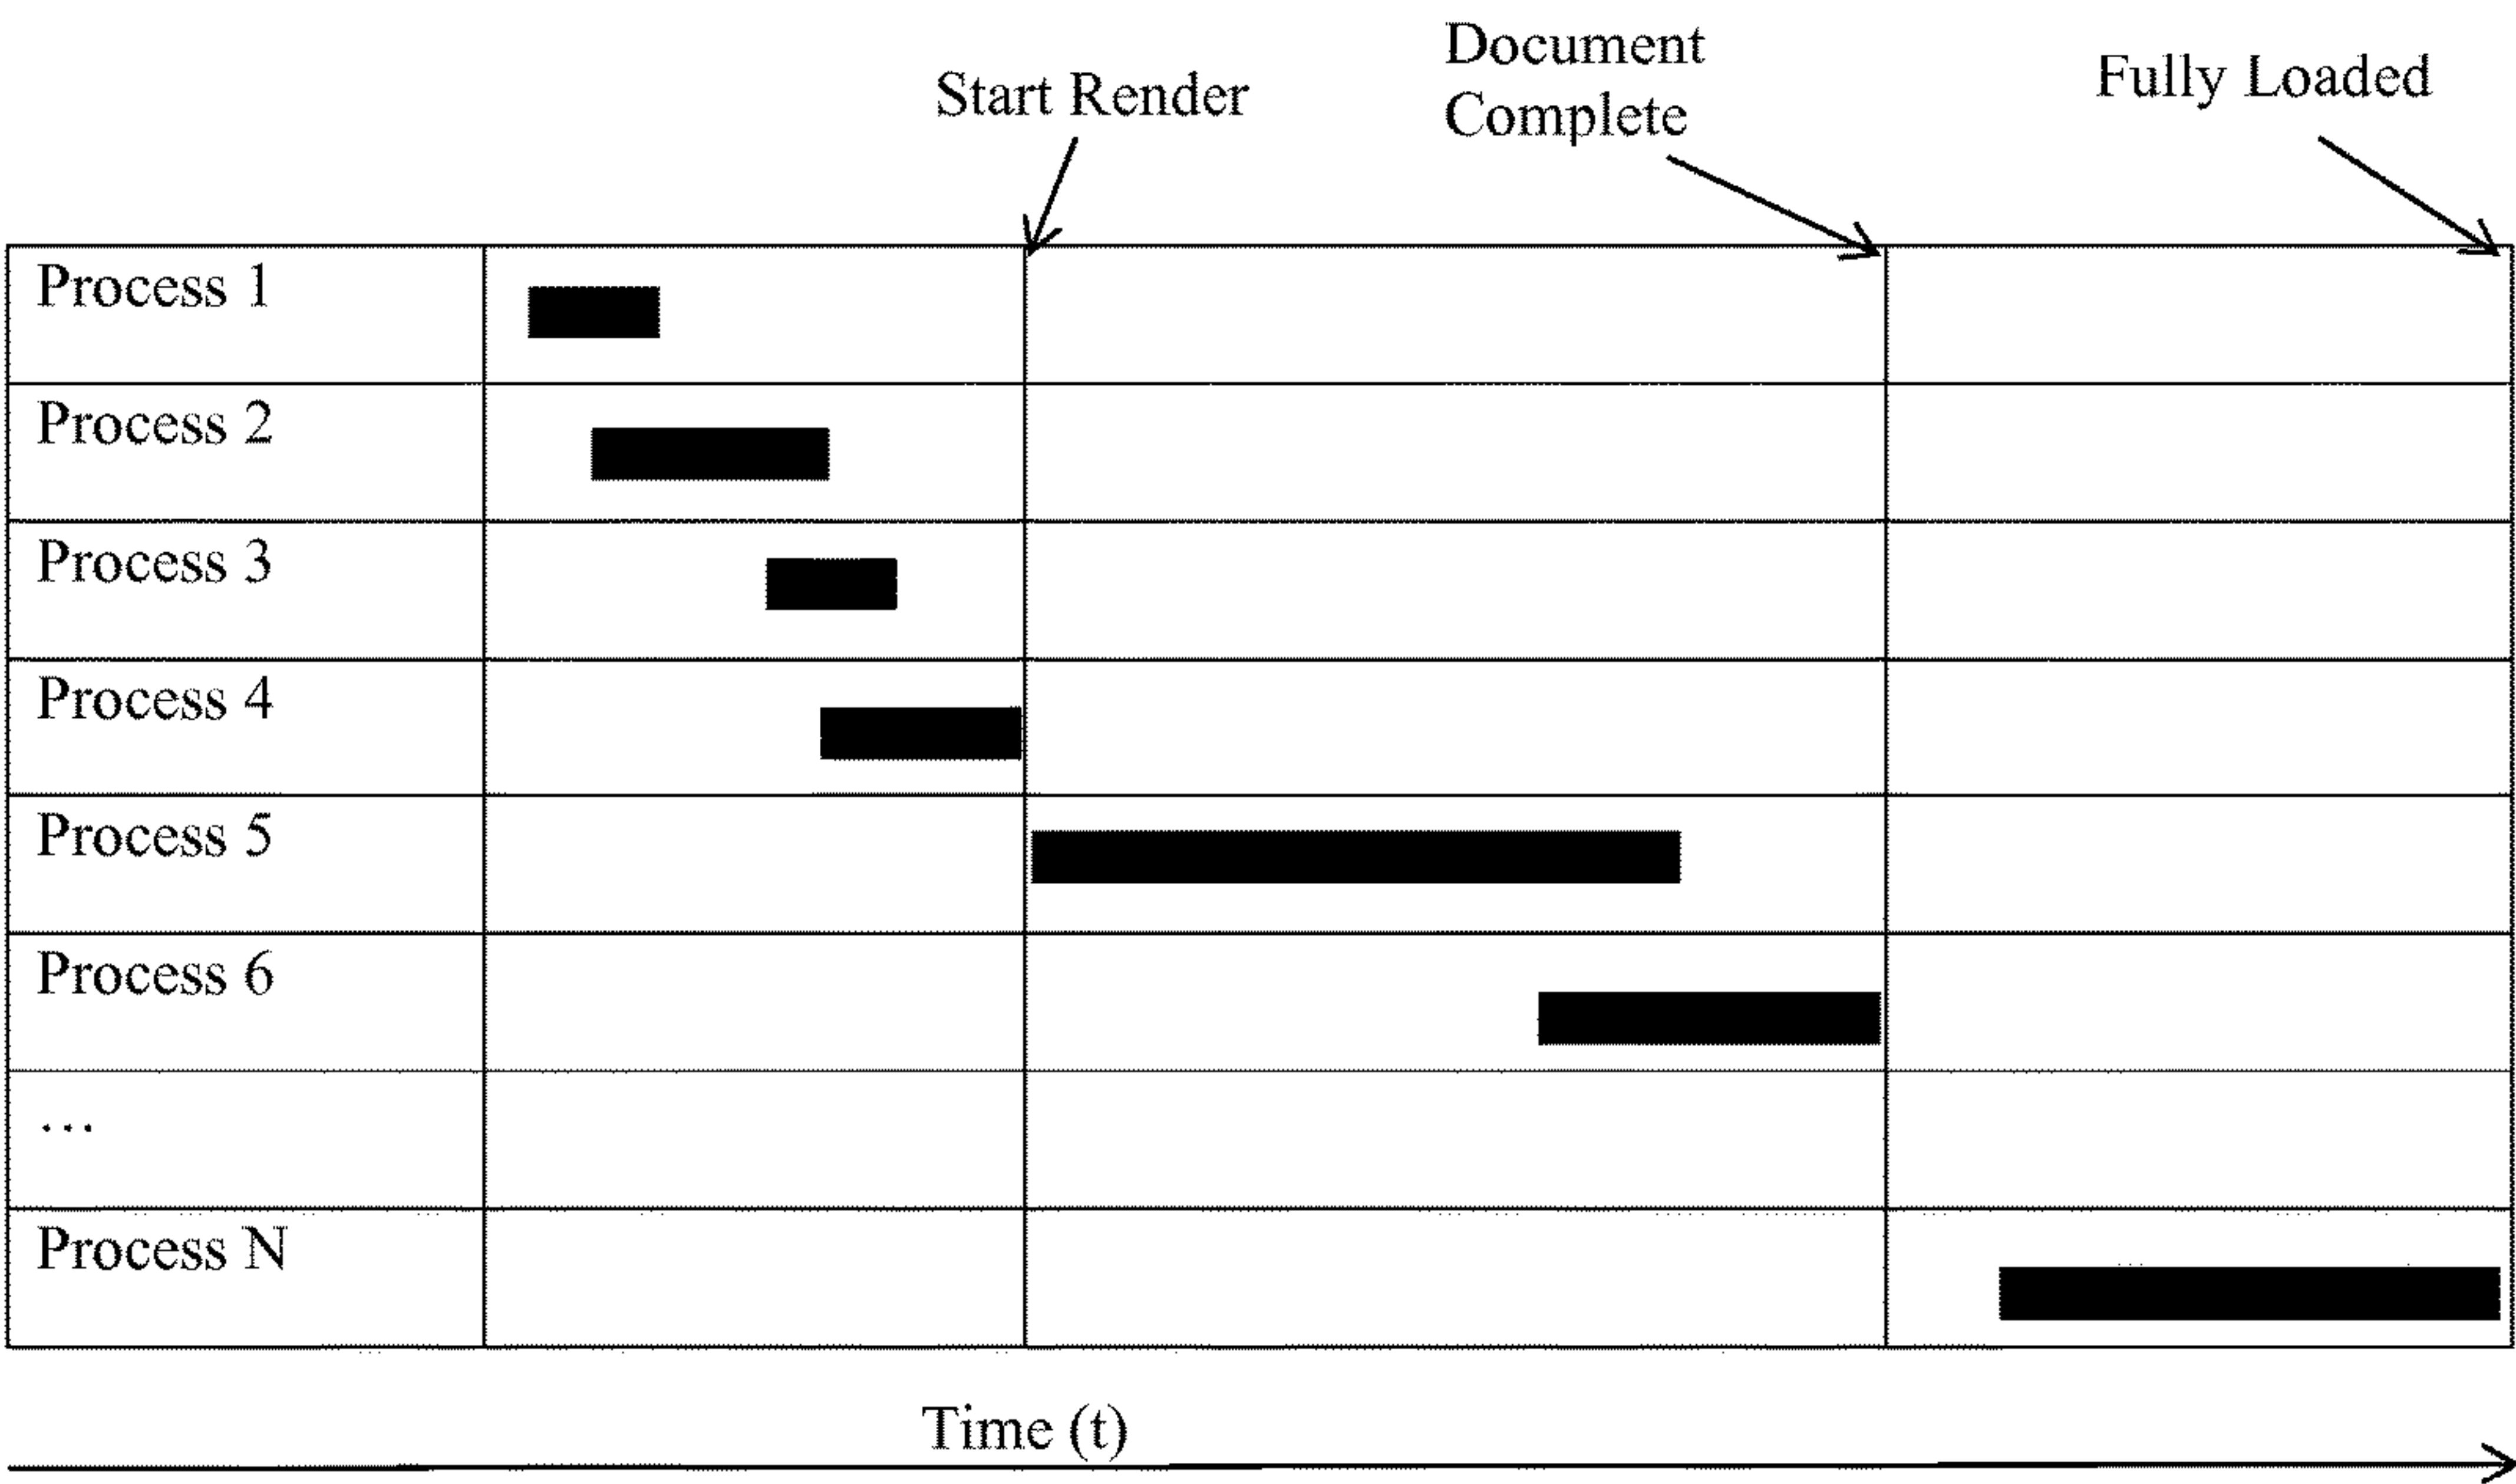 Start Render
Document
Complete
Fully Loaded
Process 1
Process 2
Process 3
Process 4
Process 5
Process 6
...
Process N
Time (t)